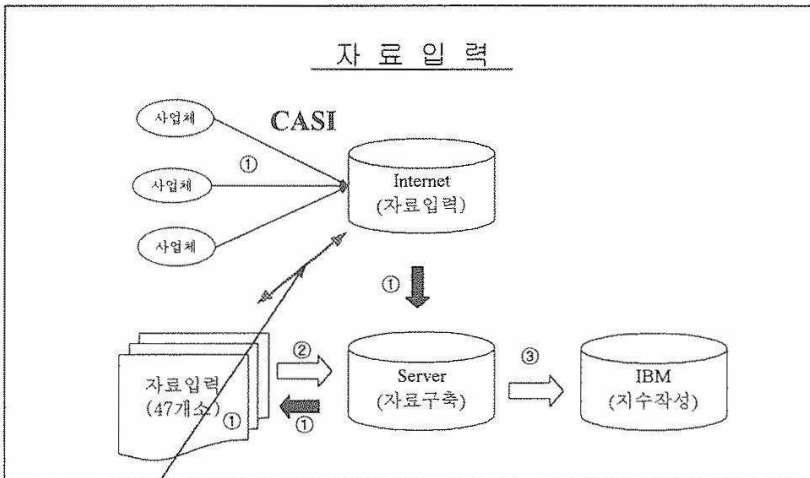 자 료 입 력
사업체
CASI
①
사업체
사업체
Internet
(자료입력)
①
자료입력
(47개소)
①
②
①
Server
(자료구축)
③
IBM
(지수작성)